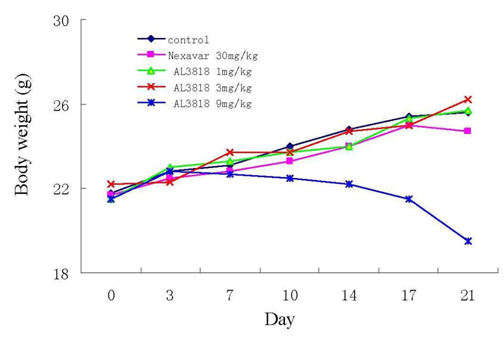 30
26
22
18
Body weight (g)
control
Nexavar 30mg/kg
AL3818 1mg/kg
AL3818 3mg/kg
AL3818 9mg/kg
0 3 7 10 14 17 21
Day